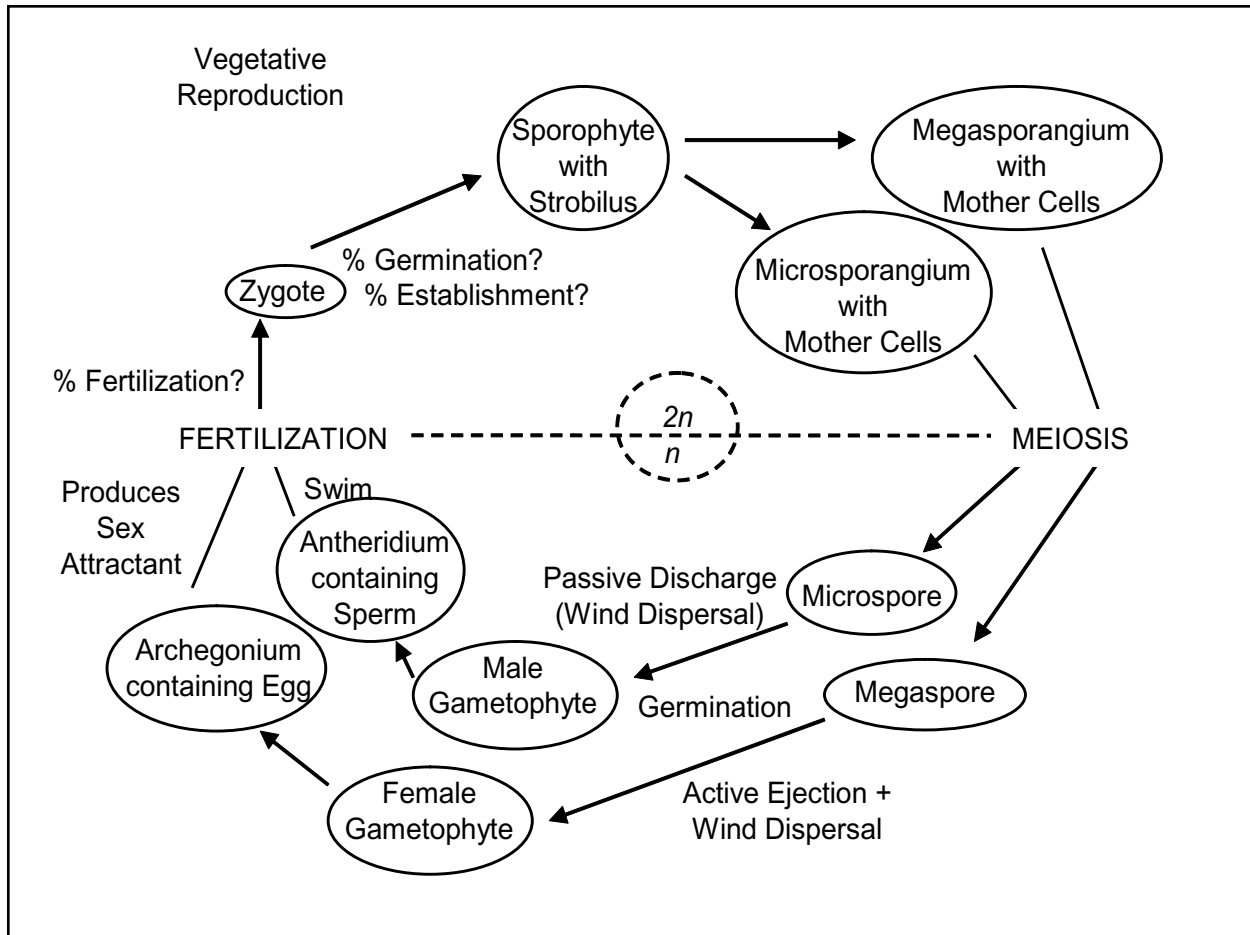 Vegetative
Reproduction
Sporophyte
with
Strobilus
Megasporangium
with
Mother Cells
Microsporangium
with
Mother Cells
% Germination?
% Establishment?
Zygote
% Fertilization?
FERTILIZATION
2n
n
MEIOSIS
Produces
Sex
Attractant
Swim
Antheridium
containing
Sperm
Passive Discharge
(Wind Dispersal)
Microspore
Archegonium
containing Egg
Male
Gametophyte
Germination
Megaspore
Female
Gametophyte
Active Ejection +
Wind Dispersal